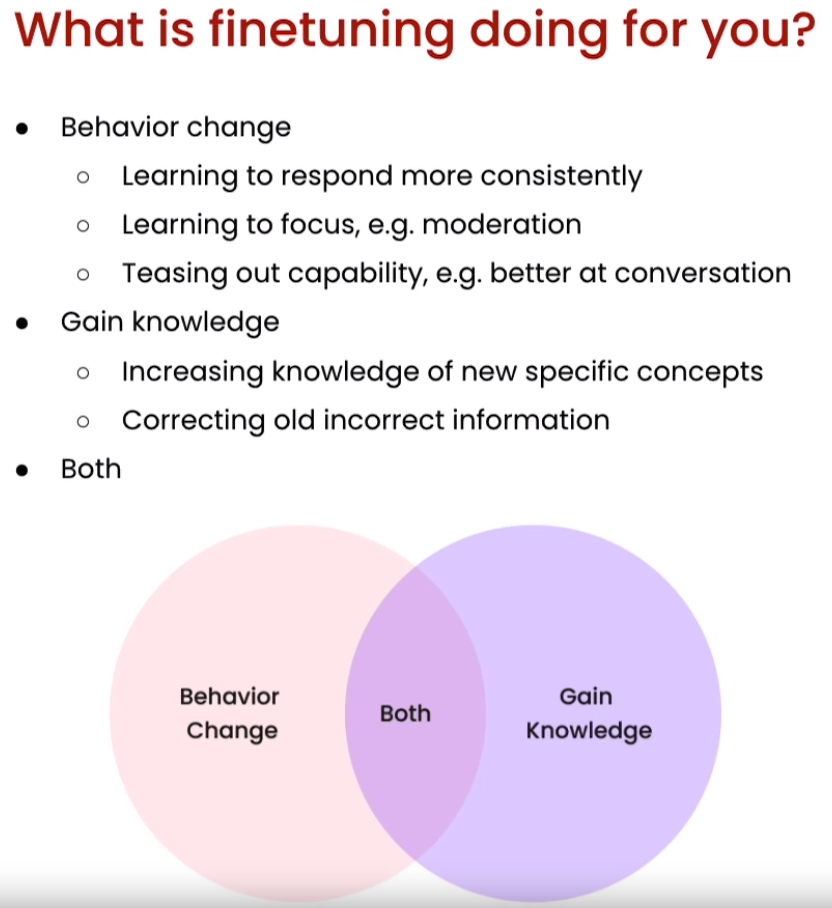 What is finetuning doing for you?
● Behavior change
○ Learning to respond more consistently
○ Learning to focus, e.g. moderation
○ Teasing out capability, e.g. better at conversation
● Gain knowledge
○ Increasing knowledge of new specific concepts
○ Correcting old incorrect information
● Both
Behavior
Change
Both
Gain
Knowledge